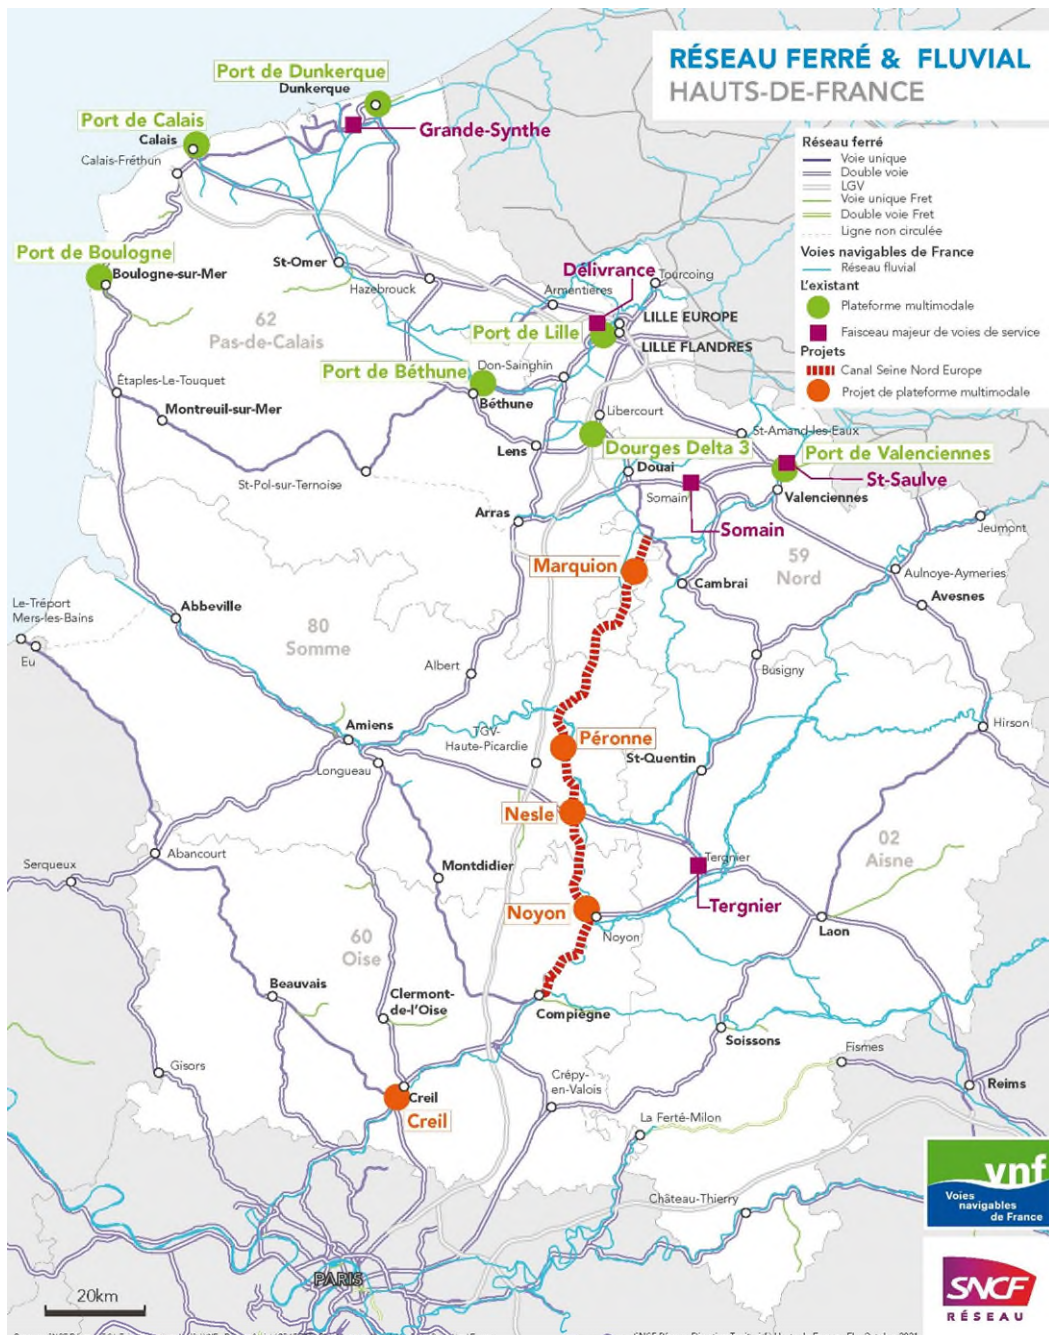 RÉSEAU FERRÉ & FLUVIAL
HAUTS-DE-FRANCE
Réseau ferré
Voie unique
Double voie
LGV
Voie unique Fret
Double voie Fret
Ligne non circulée
Voies navigables de France
Réseau fluvial
L'existant
Plateforme multimodale
Faisceau majeur de voies de service
Projets
Canal Seine Nord Europe
Projet de plateforme multimodale
Port de Dunkerque
Dunkerque
Port de Calais
Calais
Grande-Synthe
Calais-Fréthun
Port de Boulogne
Boulogne-sur-Mer
St-Omer
Hazebrouck
Délivrance
Tourcoing
Armentières
LILLE EUROPE
Port de Lille
LILLE FLANDRES
62
Pas-de-Calais
Port de Béthune
Don-Sainghin
Étaples-Le-Touquet
Béthune
Montreuil-sur-Mer
Libercourt
St-Amand-les-Eaux
Lens
Dourges Delta 3
Port de Valenciennes
Douai
St-Saulve
St-Pol-sur-Ternoise
Somain
Valenciennes
Arras
Somain
Jeumont
59
Nord
Marquion
Cambrai
Aulnoye-Aymeries
Avesnes
Le-Tréport
Mers-les-Bains
Abbeville
80
Somme
Eu
Albert
Busigny
Amiens
TGV-
Haute-Picardie
Péronne
Hirson
Longueau
St-Quentin
Nesle
02
Aisne
Abancourt
Serqueux
Montdidier
Tergnier
Tergnier
Noyon
Noyon
Laon
60
Oise
Beauvais
Clermont-
de-l'Oise
Compiègne
Soissons
Fismes
Gisors
Crépy-
en-Valois
Reims
Creil
Creil
La Ferté-Milon
Château-Thierry
PARIS
20km
vnf
Voies
navigables
de France
SNCF
RÉSEAU